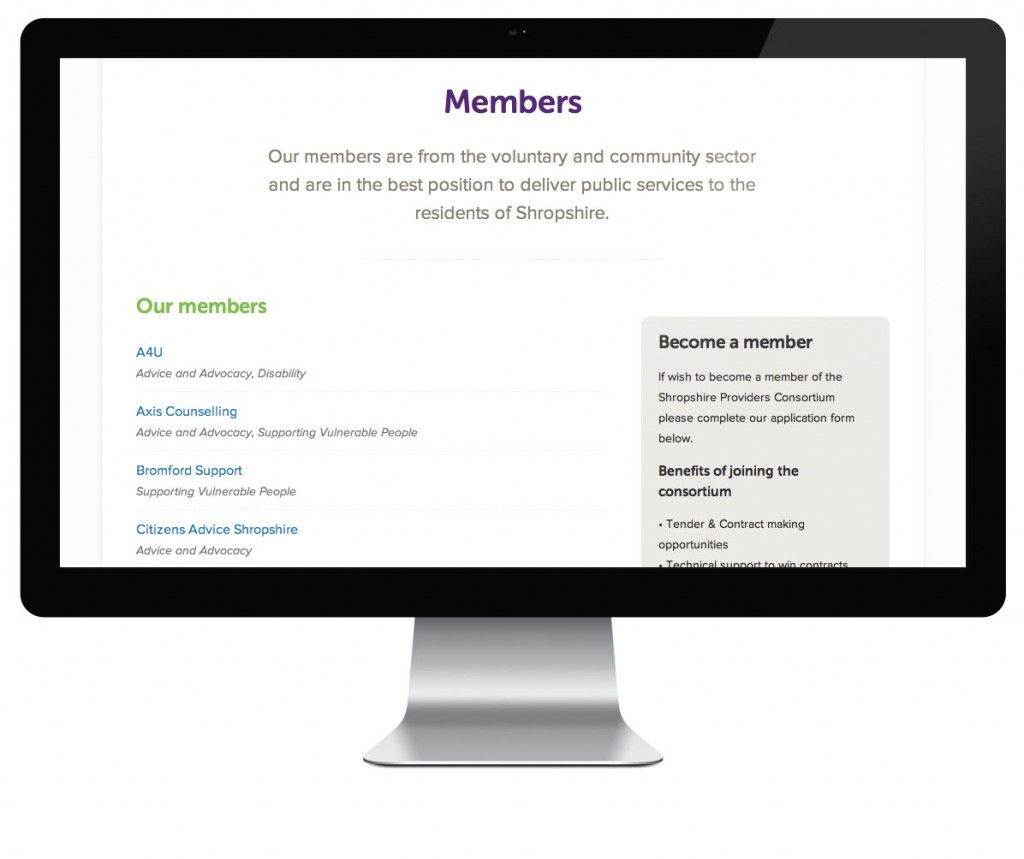 Members
Our members are from the voluntary and community sector
and are in the best position to deliver public services to the
residents of Shropshire.
Our members
A4U
Advice and Advocacy, Disability
Axis Counselling
Advice and Advocacy, Supporting Vulnerable People
Bromford Support
Supporting Vulnerable People
Citizens Advice Shropshire
Advice and Advocacy
Become a member
If wish to become a member of the
Shropshire Providers Consortium
please complete our application form
below.
Benefits of joining the
consortium
• Tender & Contract making
opportunities
• Technical support to win contracts